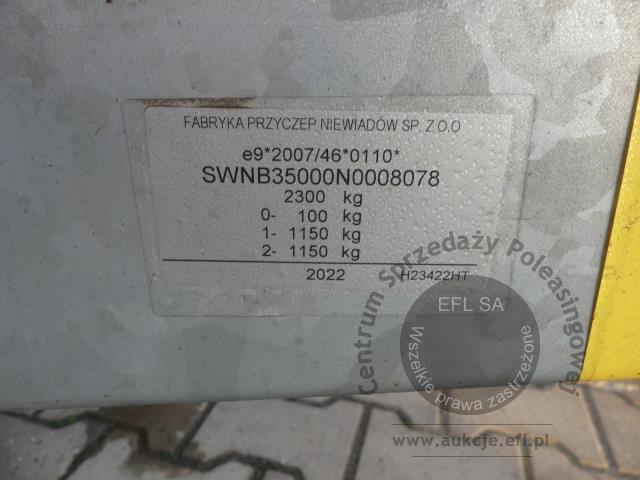 FABRYKA PRZYCZEP NIEWIADÓW SP. Z O.O
e9*2007/46*0110*
SWNB35000N0008078
2300 kg
0- 100 kg
1- 1150 kg
2- 1150 kg
2022 H23422HT
Centrum Sprzedaży Poleasingowej
EFL SA
Wszelkie prawa zastrzeżone
www.aukcje.efl.pl